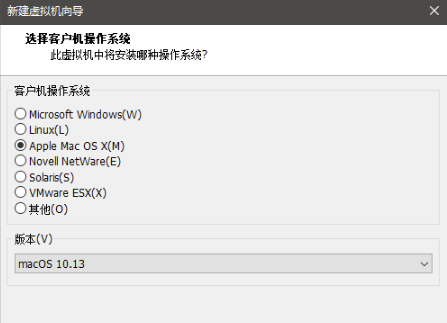 新建虚拟机向导
选择客户机操作系统
此虚拟机中将安装哪种操作系统?
客户机操作系统
Microsoft Windows(W)
Linux(L)
Apple Mac OS X(M)
Novell NetWare(E)
Solaris(S)
VMware ESX(X)
其他(O)
版本(V)
macOS 10.13